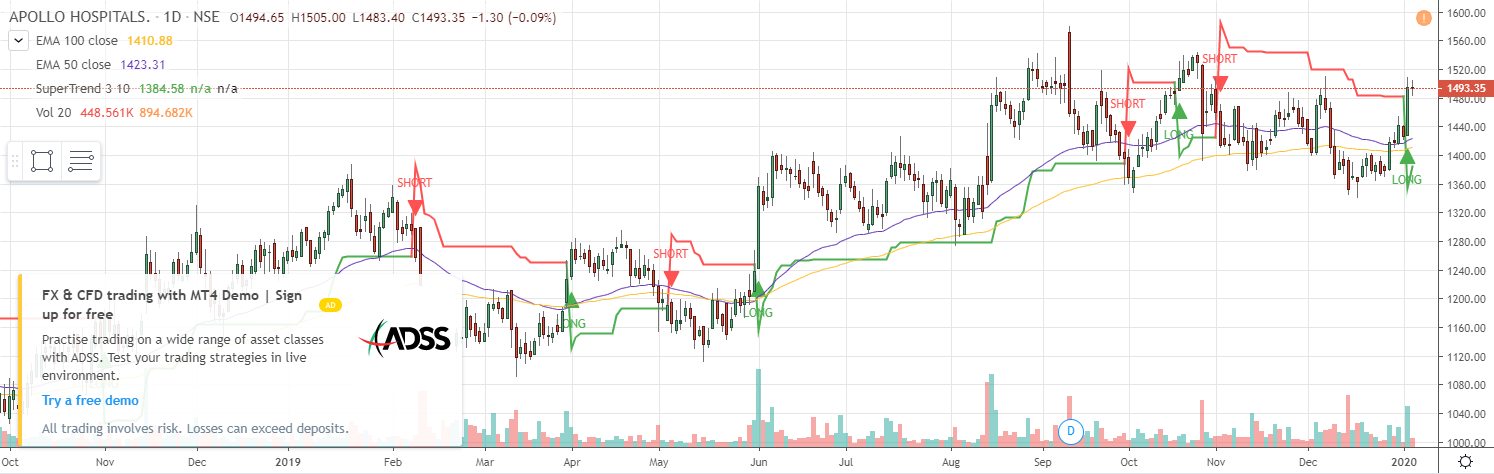 APOLLO HOSPITALS. · 1D · NSE O1494.65 H1505.00 L1483.40 C1493.35 −1.30 (−0.09%)
EMA 100 close 1410.88
EMA 50 close 1423.31
SuperTrend 3 10 1384.58 n/a n/a
Vol 20 448.561K 894.682K
1600.00
1560.00
1520.00
1493.35
1480.00
1440.00
1400.00
1360.00
1320.00
1280.00
1240.00
1200.00
1160.00
1120.00
1080.00
1040.00
1000.00
SHORT
SHORT
SHORT
SHORT
LONG
LONG
LONG
LONG
FX & CFD trading with MT4 Demo | Sign
up for free
AD
Practise trading on a wide range of asset classes
with ADSS. Test your trading strategies in live
environment.
Try a free demo
All trading involves risk. Losses can exceed deposits.
ADSS
D
Oct Nov Dec 2019 Feb Mar Apr May Jun Jul Aug Sep Oct Nov Dec 2020